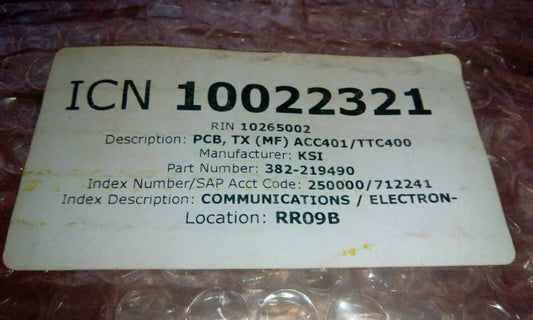 ICN 10022321
RIN 10265002
Description: PCB, TX (MF) ACC401/TTC400
Manufacturer: KSI
Part Number: 382-219490
Index Number/SAP Acct Code: 250000/712241
Index Description: COMMUNICATIONS / ELECTRON-
Location: RR09B